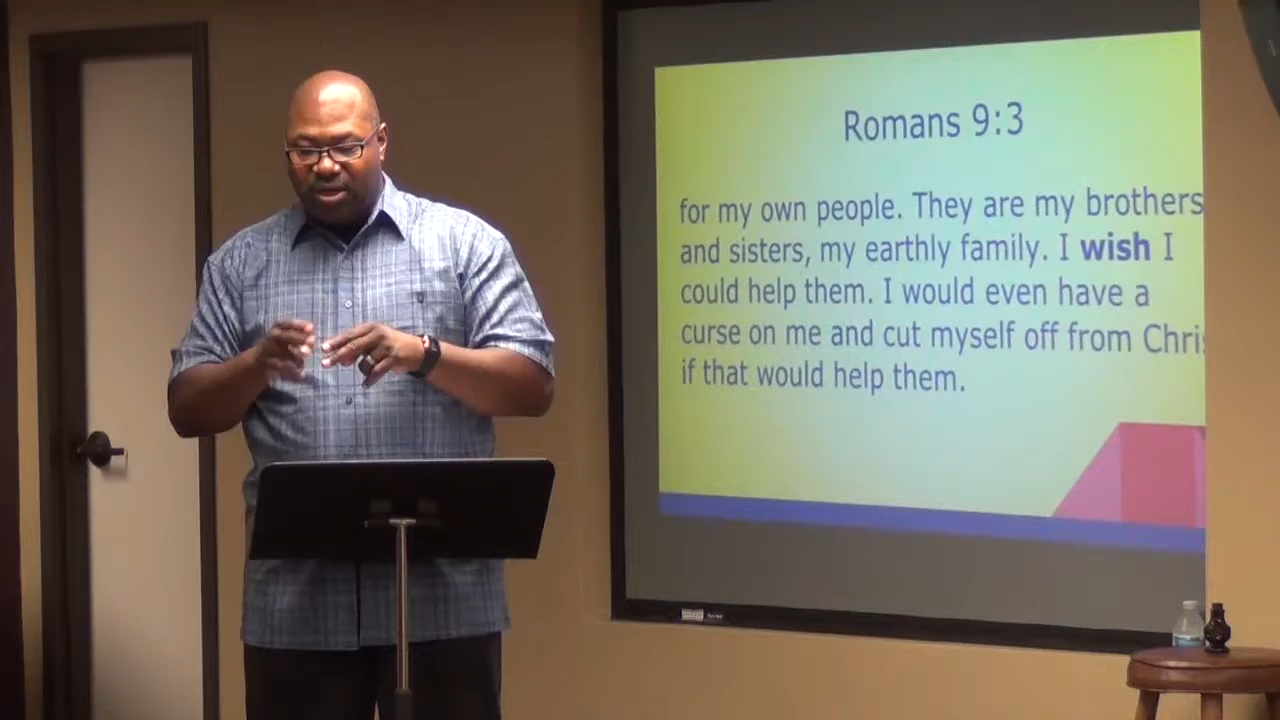 Romans 9:3
for my own people. They are my brothers
and sisters, my earthly family. I wish I
could help them. I would even have a
curse on me and cut myself off from Chris
if that would help them.